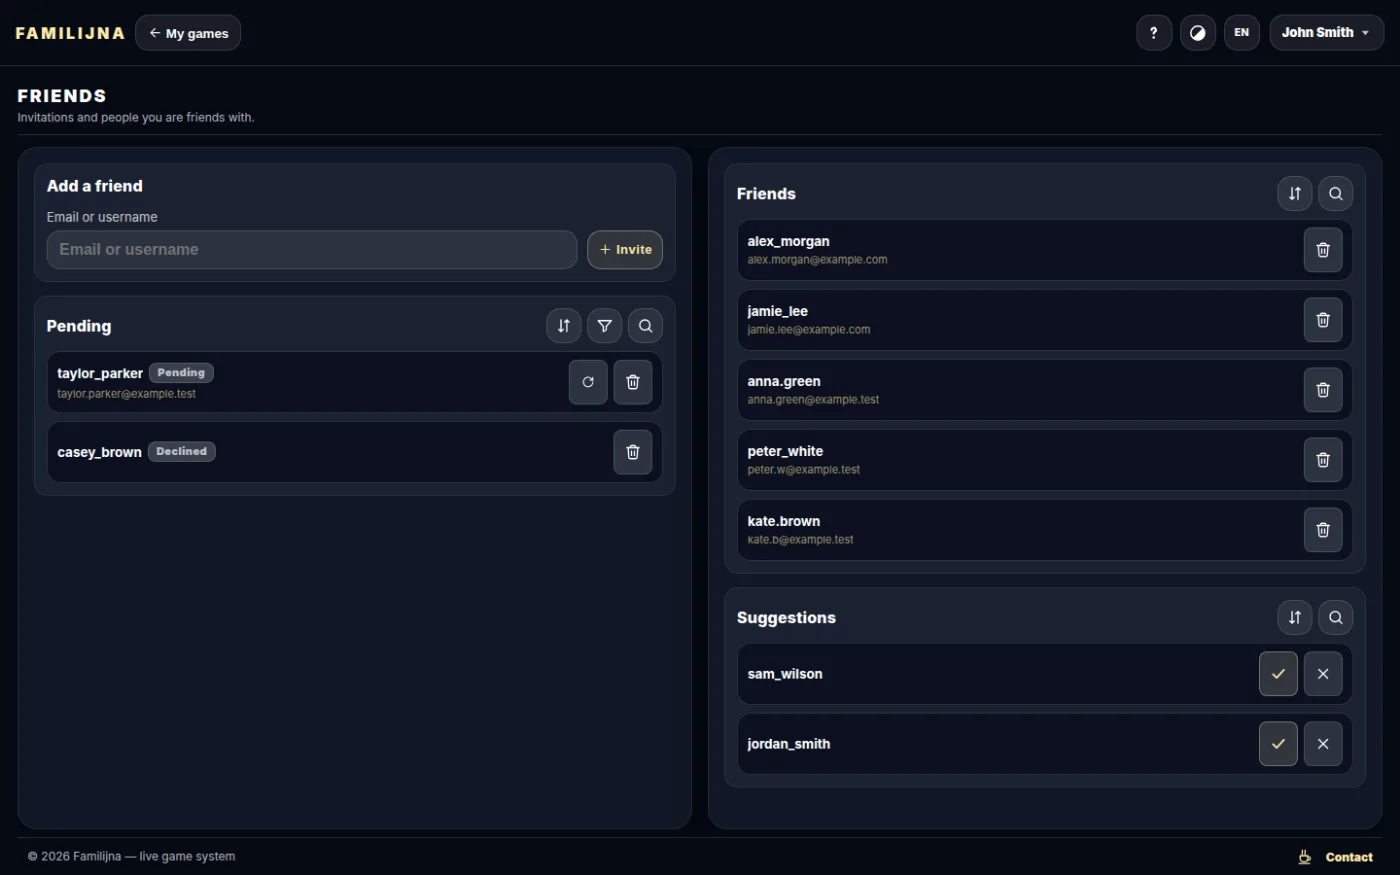 FAMILIJNA
← My games
?
EN
John Smith
FRIENDS
Invitations and people you are friends with.
Add a friend
Email or username
Email or username
+ Invite
Pending
taylor_parker Pending
taylor.parker@example.test
casey_brown Declined
Friends
alex_morgan
alex.morgan@example.com
jamie_lee
jamie.lee@example.com
anna.green
anna.green@example.test
peter_white
peter.w@example.test
kate.brown
kate.b@example.test
Suggestions
sam_wilson
jordan_smith
© 2026 Familijna — live game system
Contact